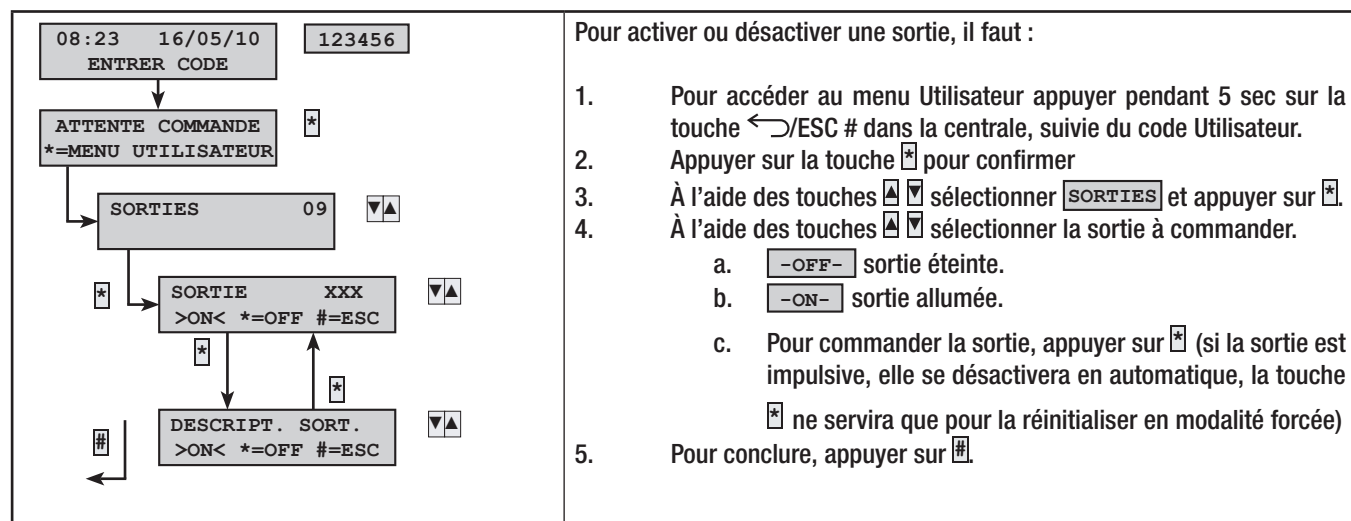 08:23 16/05/10 123456
ENTRER CODE
ATTENTE COMMANDE *
*=MENU UTILISATEUR
SORTIES 09 ▼▲
* SORTIE XXX ▼▲
>ON< *=OFF #=ESC
*
*
DESCRIPT. SORT. ▼▲
# >ON< *=OFF #=ESC
Pour activer ou désactiver une sortie, il faut :
1. Pour accéder au menu Utilisateur appuyer pendant 5 sec sur la
touche ⮌/ESC # dans la centrale, suivie du code Utilisateur.
2. Appuyer sur la touche * pour confirmer
3. À l’aide des touches ▲ ▼ sélectionner SORTIES et appuyer sur *.
4. À l’aide des touches ▲ ▼ sélectionner la sortie à commander.
a. -OFF- sortie éteinte.
b. -ON- sortie allumée.
c. Pour commander la sortie, appuyer sur * (si la sortie est
impulsive, elle se désactivera en automatique, la touche
* ne servira que pour la réinitialiser en modalité forcée)
5. Pour conclure, appuyer sur #.